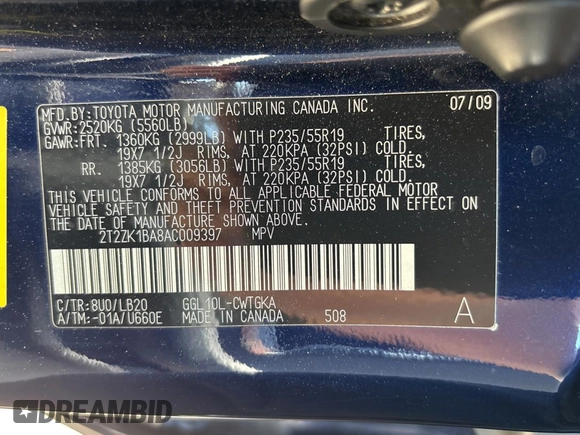 MFD.BY:TOYOTA MOTOR MANUFACTURING CANADA INC. 07/09
GVWR:2520KG (5560LB)
GAWR:FRT. 1360KG (2999LB) WITH P235/55R19 TIRES,
19X7 1/2J RIMS, AT 220KPA (32PSI) COLD.
RR. 1385KG (3056LB) WITH P235/55R19 TIRES,
19X7 1/2J RIMS, AT 220KPA (32PSI) COLD.
THIS VEHICLE CONFORMS TO ALL APPLICABLE FEDERAL MOTOR
VEHICLE SAFETY AND THEFT PREVENTION STANDARDS IN EFFECT ON
THE DATE OF MANUFACTURE SHOWN ABOVE.
2T2ZK1BA8AC009397 MPV
C/TR:8U0/LB20 GGL10L-CWTGKA
A/TM:-01A/U660E MADE IN CANADA 508 A
DREAMBID